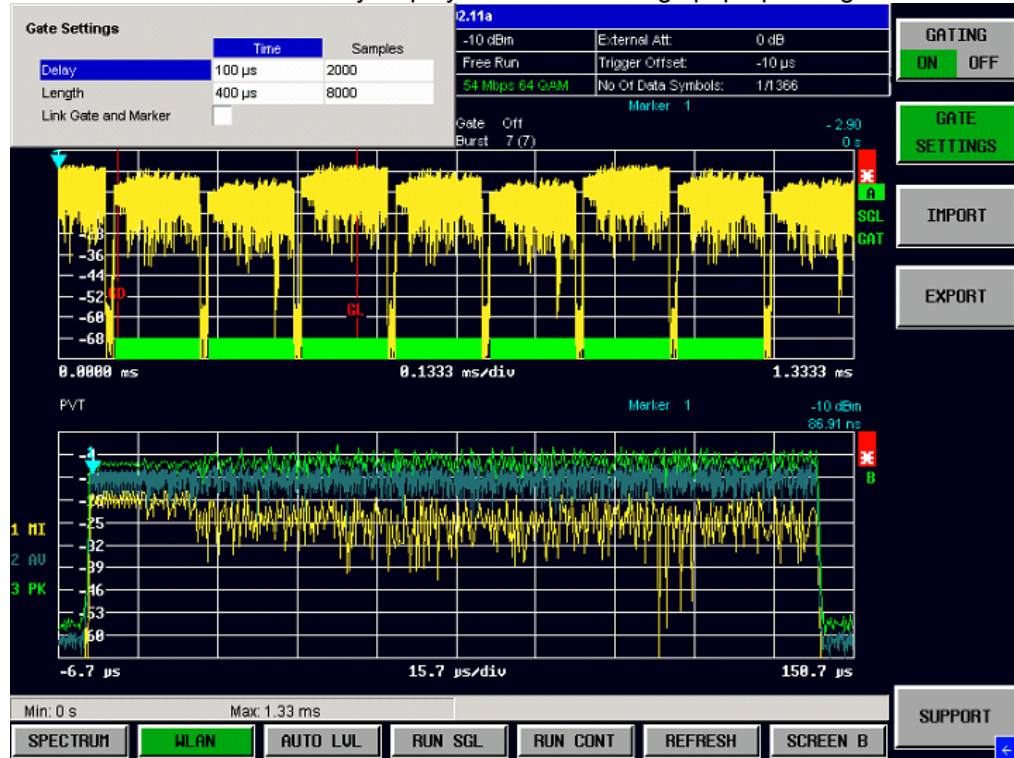 Gate Settings
Time Samples
Delay 100 µs 2000
Length 400 µs 8000
Link Gate and Marker
2.11a
-10 dBm External Att: 0 dB
Free Run Trigger Offset: -10 µs
54 Mbps 64 QAM No Of Data Symbols: 1/1366
Marker 1
Gate Off - 2.90
Burst 7 (7) 0 s
A
SGL
GAT
-36
-44
-52
-60
-68
GD
GL
0.0000 ms 0.1333 ms/div 1.3333 ms
PVT Marker 1 -10 dBm
86.91 ns
B
1 MI
2 AV
3 PK
-25
-32
-39
-46
-53
-60
-6.7 µs 15.7 µs/div 150.7 µs
Min: 0 s Max: 1.33 ms
SPECTRUM WLAN AUTO LVL RUN SGL RUN CONT REFRESH SCREEN B
GATING
ON OFF
GATE
SETTINGS
IMPORT
EXPORT
SUPPORT